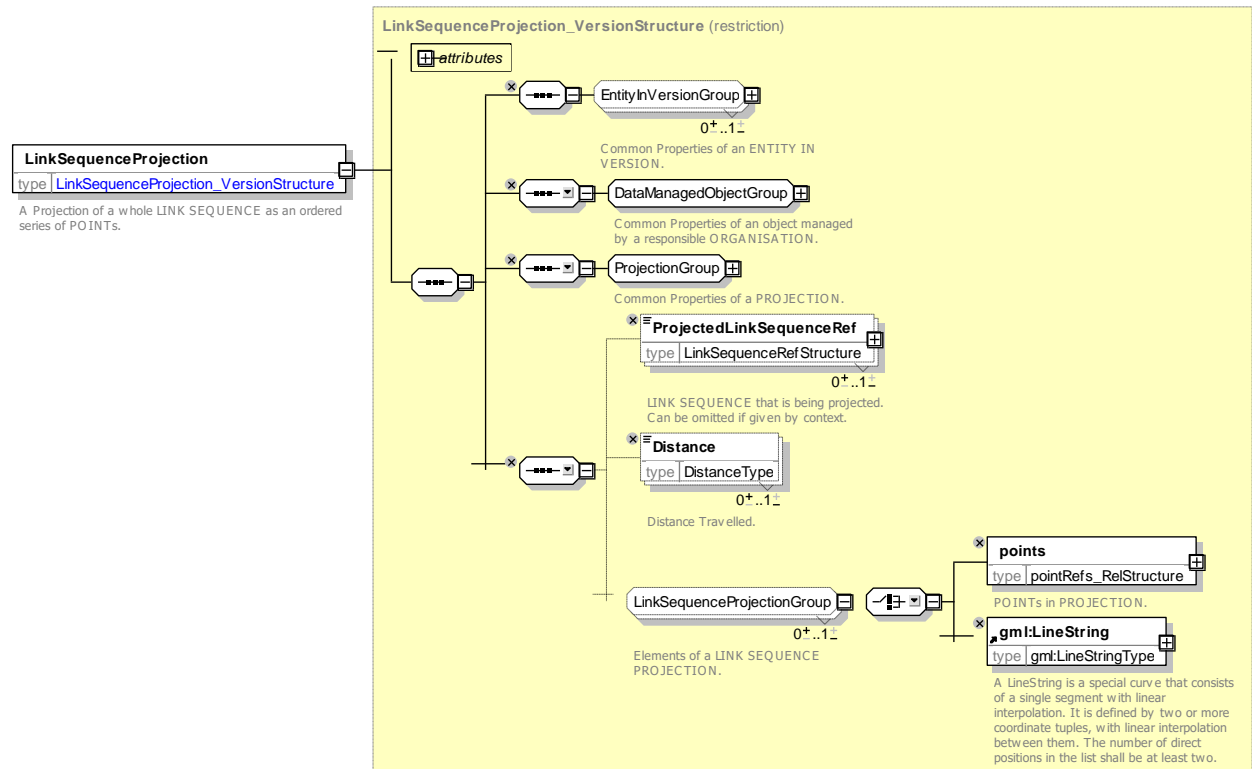 LinkSequenceProjection_VersionStructure (restriction)
attributes
EntityInVersionGroup
0..1
Common Properties of an ENTITY IN
VERSION.
LinkSequenceProjection
type LinkSequenceProjection_VersionStructure
A Projection of a whole LINK SEQUENCE as an ordered
series of POINTs.
DataManagedObjectGroup
Common Properties of an object managed
by a responsible ORGANISATION.
ProjectionGroup
Common Properties of a PROJECTION.
ProjectedLinkSequenceRef
type LinkSequenceRefStructure
0..1
LINK SEQUENCE that is being projected.
Can be omitted if given by context.
Distance
type DistanceType
0..1
Distance Travelled.
LinkSequenceProjectionGroup
0..1
Elements of a LINK SEQUENCE
PROJECTION.
points
type pointRefs_RelStructure
POINTs in PROJECTION.
gml:LineString
type gml:LineStringType
A LineString is a special curve that consists
of a single segment with linear
interpolation. It is defined by two or more
coordinate tuples, with linear interpolation
between them. The number of direct
positions in the list shall be at least two.